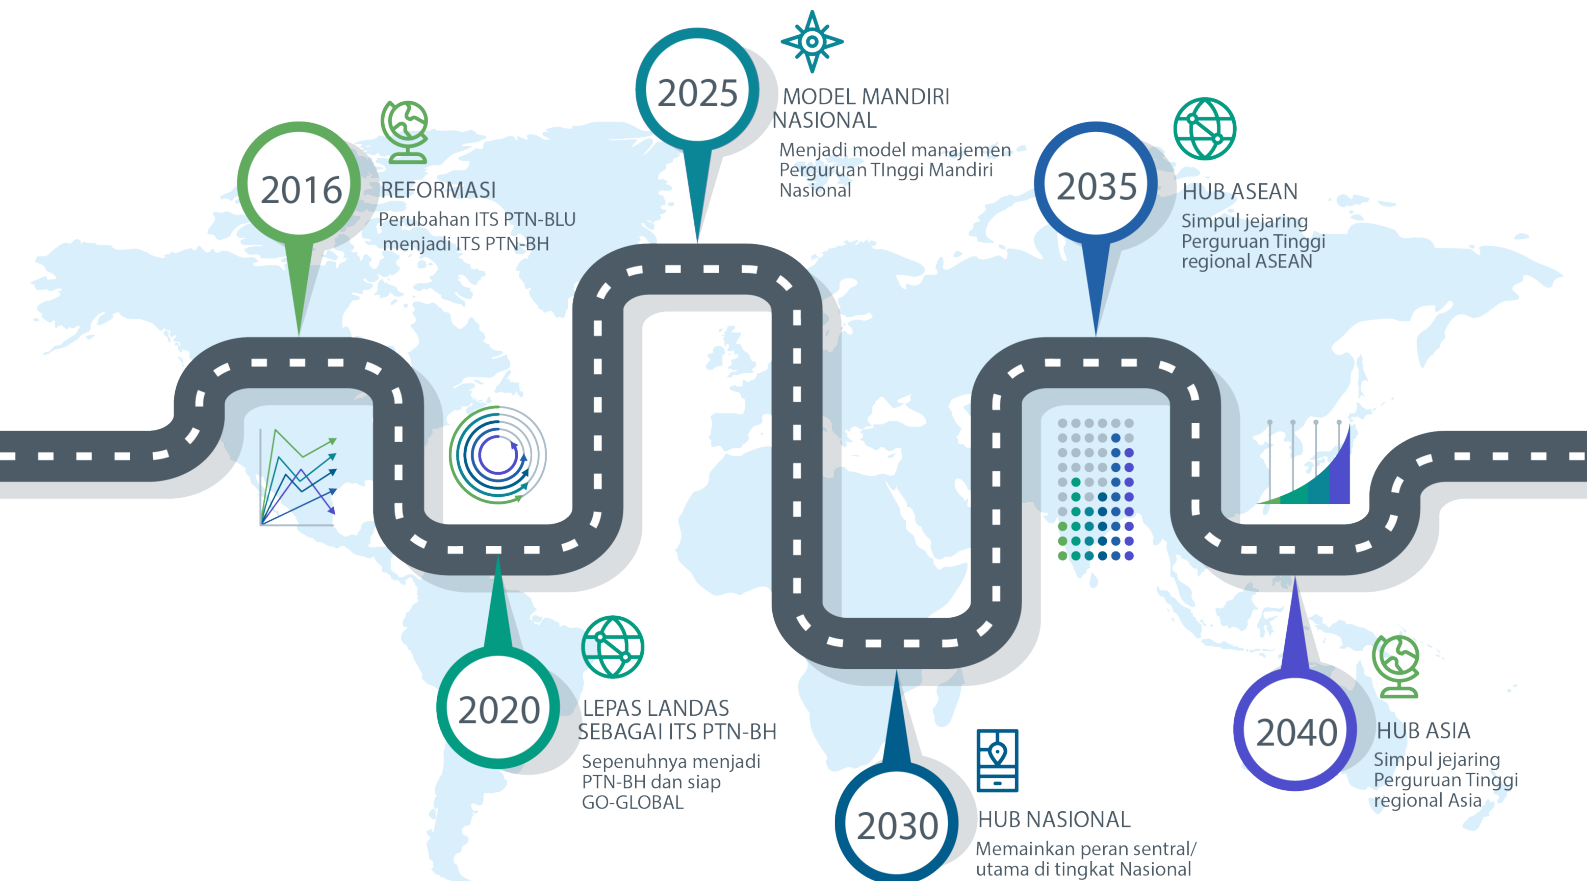 2016
REFORMASI
Perubahan ITS PTN-BLU
menjadi ITS PTN-BH
2020
LEPAS LANDAS
SEBAGAI ITS PTN-BH
Sepenuhnya menjadi
PTN-BH dan siap
GO-GLOBAL
2025
MODEL MANDIRI
NASIONAL
Menjadi model manajemen
Perguruan TInggi Mandiri
Nasional
2030
HUB NASIONAL
Memainkan peran sentral/
utama di tingkat Nasional
2035
HUB ASEAN
Simpul jejaring
Perguruan Tinggi
regional ASEAN
2040
HUB ASIA
Simpul jejaring
Perguruan Tinggi
regional Asia